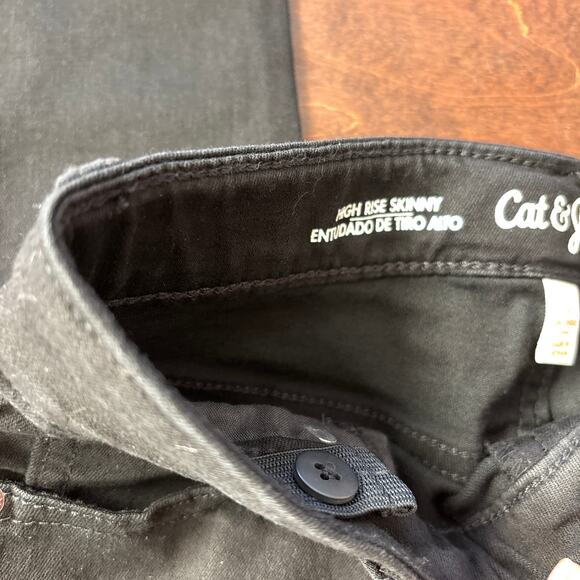 HIGH RISE SKINNY
ENTUDADO DE TIRO ALTO
Cat &